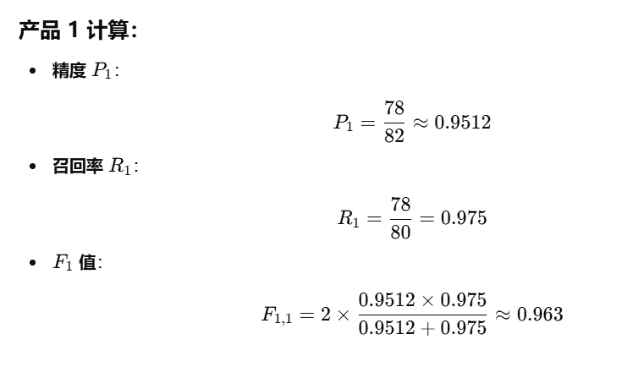 产品 1 计算：
• 精度 P₁：
P₁ = 78/82 ≈ 0.9512
• 召回率 R₁：
R₁ = 78/80 = 0.975
• F₁ 值：
F₁,₁ = 2 × (0.9512 × 0.975)/(0.9512 + 0.975) ≈ 0.963